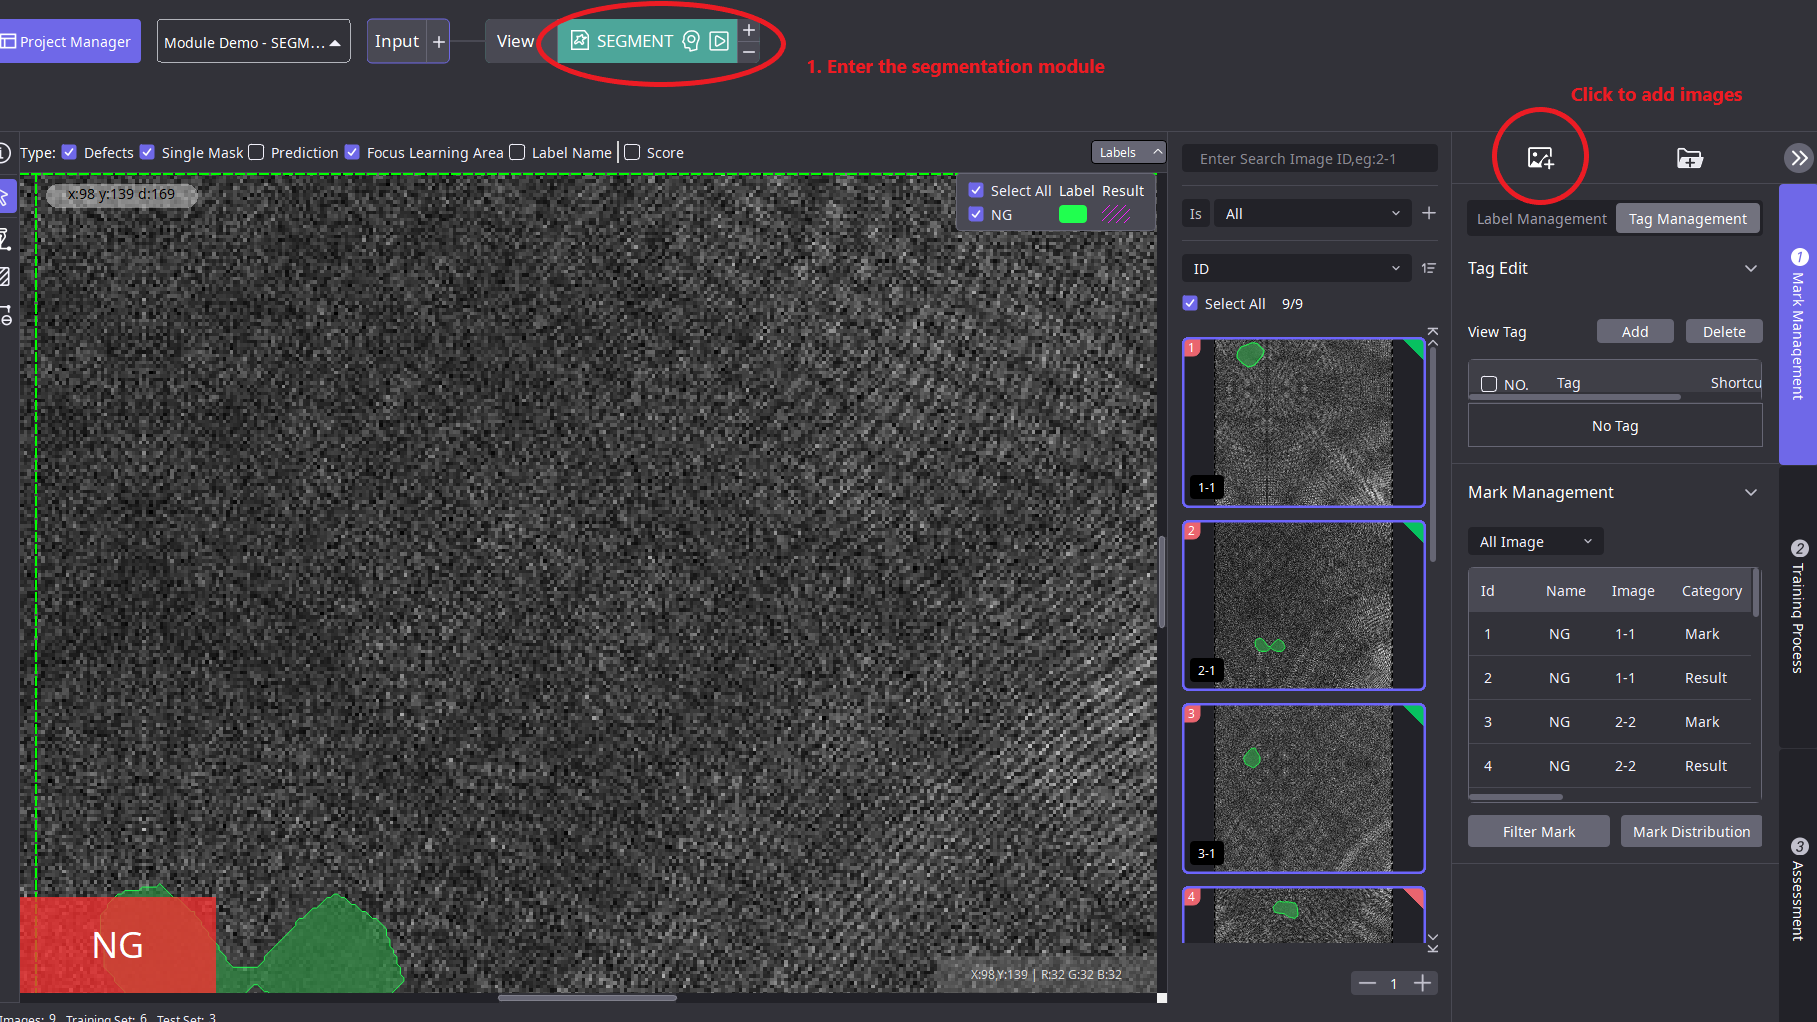 Project Manager
Module Demo - SEGM...
Input
View
SEGMENT
1. Enter the segmentation module
Click to add images
Type:
Defects
Single Mask
Prediction
Focus Learning Area
Label Name
Score
Labels
x:98 y:139 d:169
Select All Label Result
NG
NG
X:98,Y:139 | R:32 G:32 B:32
Images: 9 Training Set: 6 Test Set: 3
Enter Search Image ID,eg:2-1
Is
All
ID
Select All 9/9
1
1-1
2
2-1
3
3-1
4
1
Label Management
Tag Management
Tag Edit
View Tag
Add
Delete
NO. Tag Shortcu
No Tag
Mark Management
All Image
Id Name Image Category
1 NG 1-1 Mark
2 NG 1-1 Result
3 NG 2-2 Mark
4 NG 2-2 Result
Filter Mark
Mark Distribution
1 Mark Management
2 Training Process
3 Assessment